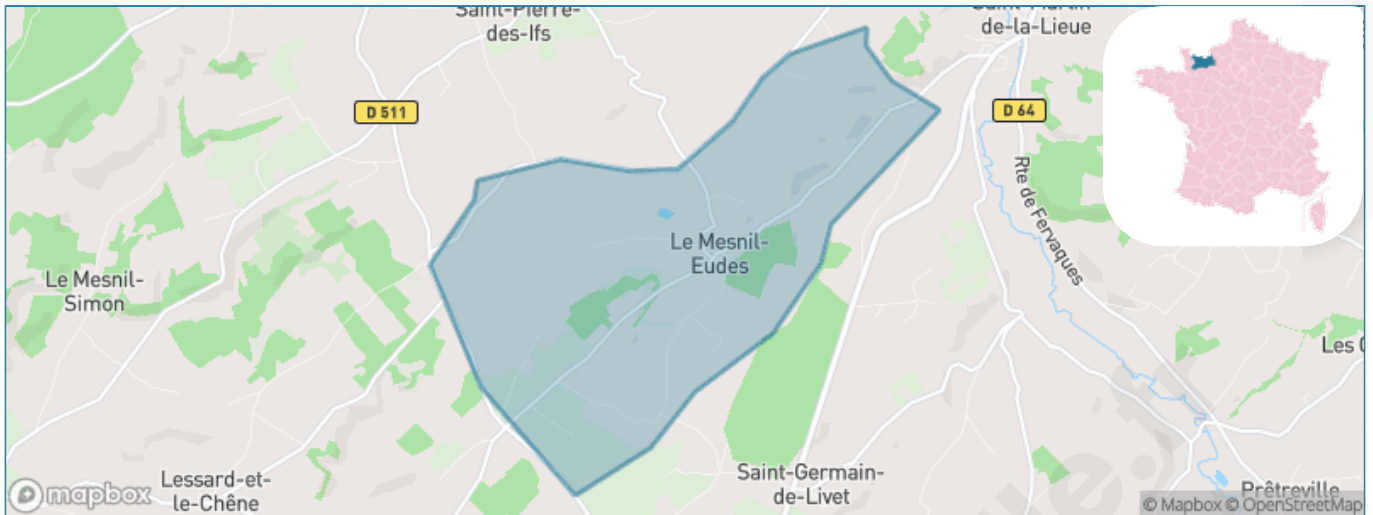 Saint-Pierre-
des-Ifs
de-la-Lieue
D 511
D 64
Rte de Fervaques
Le Mesnil-
Eudes
Le Mesnil-
Simon
Les
Lessard-et-
le-Chêne
Saint-Germain-
de-Livet
Prêtreville
mapbox
© Mapbox © OpenStreetMap